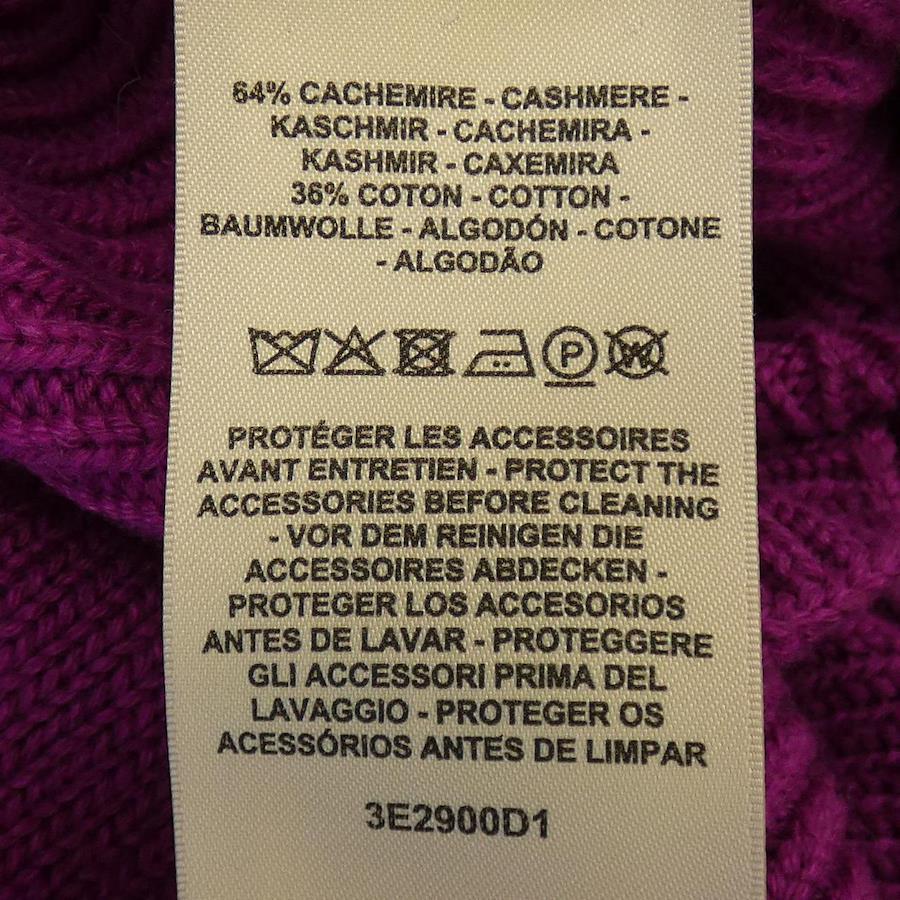 64% CACHEMIRE - CASHMERE -
KASCHMIR - CACHEMIRA -
KASHMIR - CAXEMIRA
36% COTON - COTTON -
BAUMWOLLE - ALGODÓN - COTONE
- ALGODÃO
P W
PROTÉGER LES ACCESSOIRES
AVANT ENTRETIEN - PROTECT THE
ACCESSORIES BEFORE CLEANING
- VOR DEM REINIGEN DIE
ACCESSOIRES ABDECKEN -
PROTEGER LOS ACCESORIOS
ANTES DE LAVAR - PROTEGGERE
GLI ACCESSORI PRIMA DEL
LAVAGGIO - PROTEGER OS
ACESSÓRIOS ANTES DE LIMPAR
3E2900D1